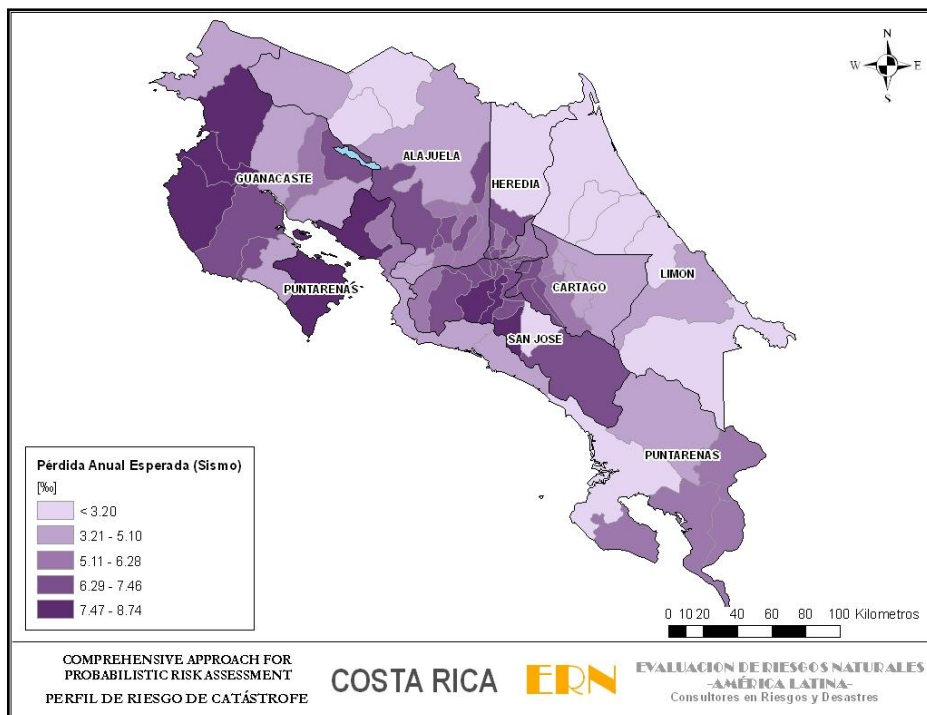 N
W E
S
ALAJUELA
GUANACASTE
HEREDIA
LIMON
PUNTARENAS
CARTAGO
SAN JOSÉ
PUNTARENAS
Pérdida Anual Esperada (Sismo)
[‰]
< 3.20
3.21 - 5.10
5.11 - 6.28
6.29 - 7.46
7.47 - 8.74
0 10 20 40 60 80 100 Kilometros
COMPREHENSIVE APPROACH FOR
PROBABILISTIC RISK ASSESSMENT
PERFIL DE RIESGO DE CATÁSTROFE
COSTA RICA
ERN
EVALUACION DE RIESGOS NATURALES
-AMÉRICA LATINA-
Consultores en Riesgos y Desastres